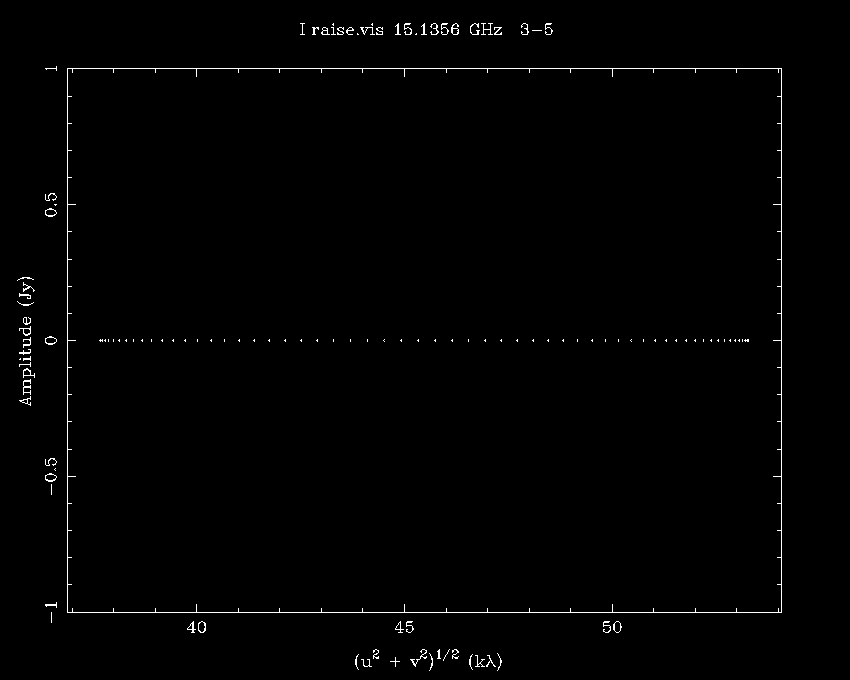 I raise.vis 15.1356 GHz 3−5
1
0.5
0
−0.5
−1
Amplitude (Jy)
40 45 50
(u² + v²)^1/2 (kλ)